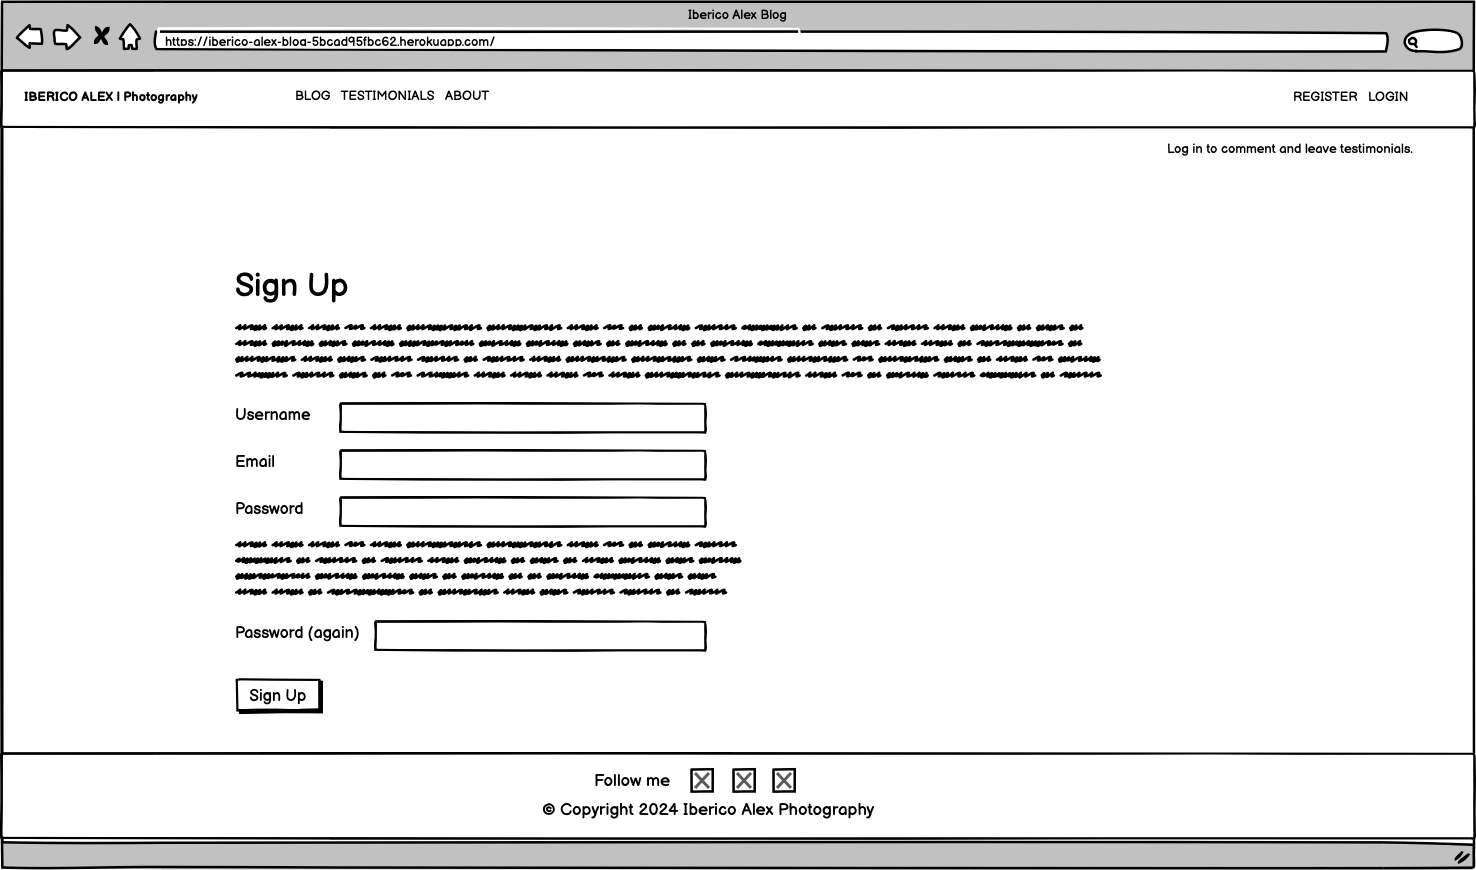 Iberico Alex Blog
https://iberico-alex-blog-5bcad95fbc62.herokuapp.com/
IBERICO ALEX | Photography BLOG TESTIMONIALS ABOUT REGISTER LOGIN
Log in to comment and leave testimonials.
Sign Up
Username
Email
Password
Password (again)
Sign Up
Follow me
© Copyright 2024 Iberico Alex Photography